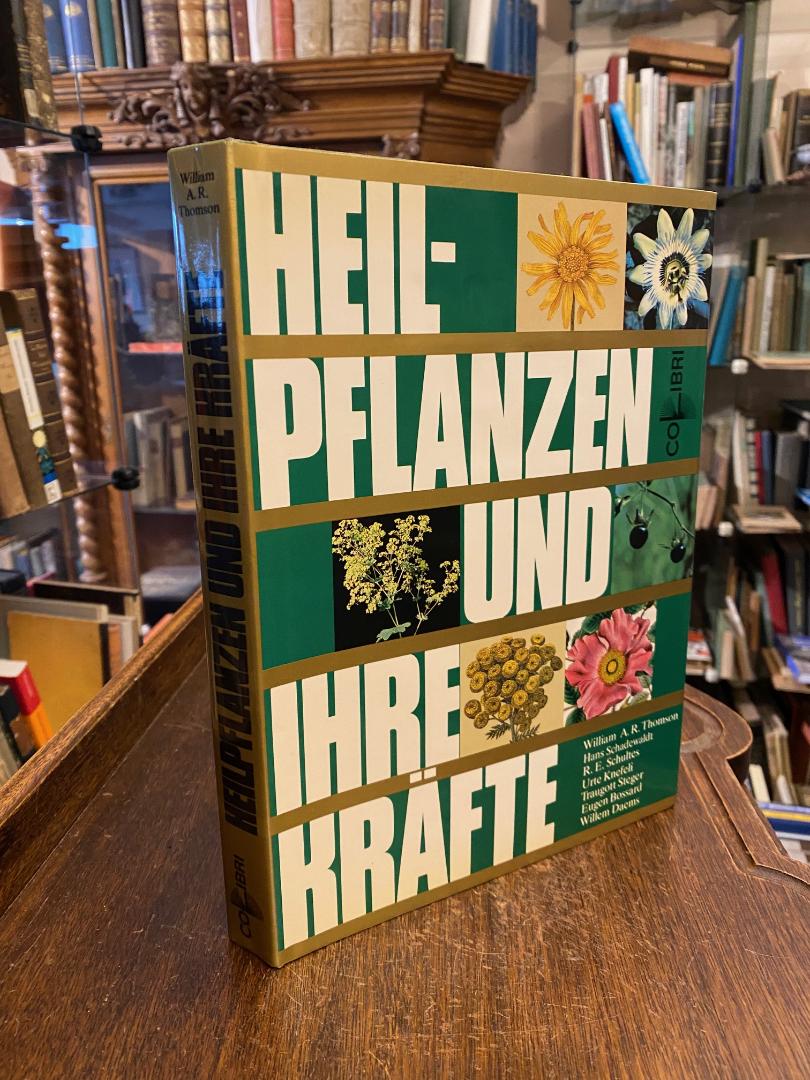 William
A. R.
Thomson
HEILPFLANZEN UND IHRE KRÄFTE
COLIBRI
HEIL-
PFLANZEN
COLIBRI
UND
IHRE
KRÄFTE
William A. R. Thomson
Hans Schadewaldt
R. E. Schultes
Urte Knefeli
Traugott Steger
Eugen Bossard
Willem Daems